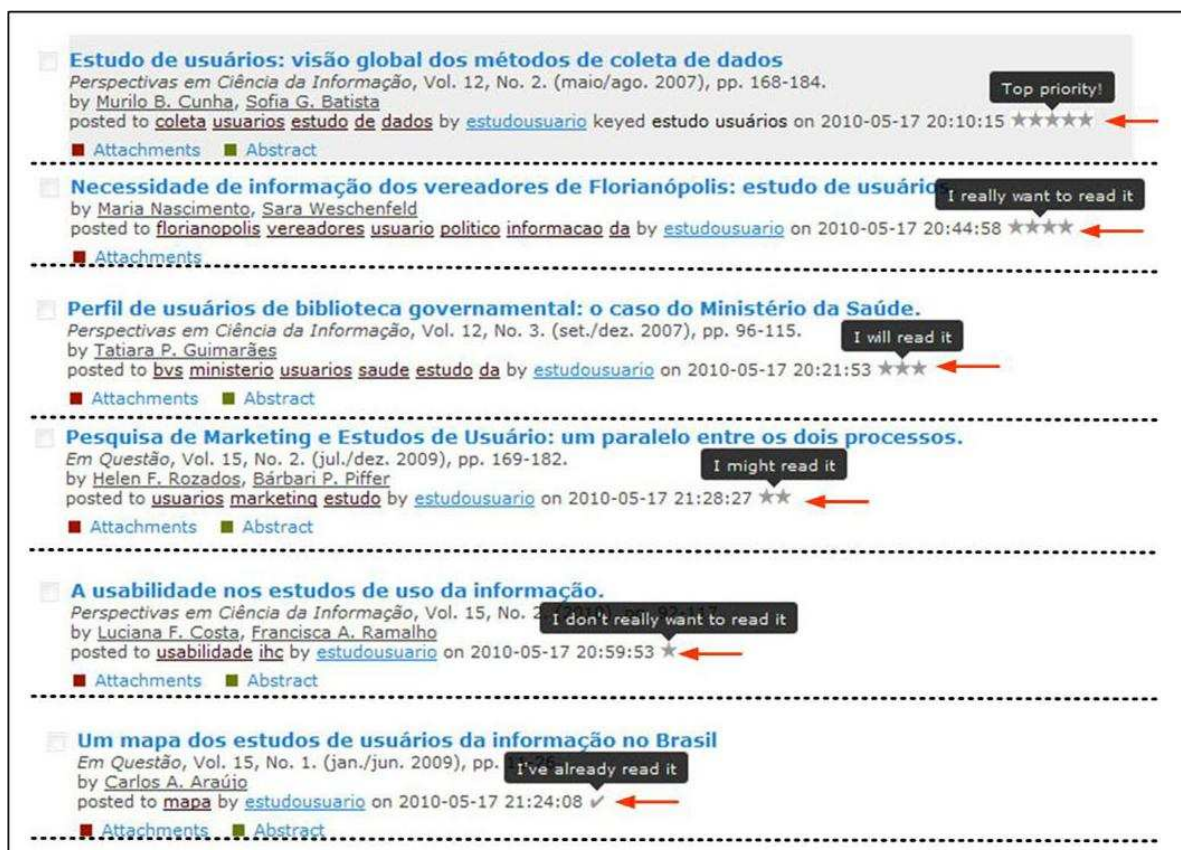 Estudo de usuários: visão global dos métodos de coleta de dados
Perspectivas em Ciência da Informação, Vol. 12, No. 2. (maio/ago. 2007), pp. 168-184.
Top priority!
by Murilo B. Cunha, Sofia G. Batista
posted to coleta usuarios estudo de dados by estudousuario keyed estudo usuários on 2010-05-17 20:10:15 ★★★★★
Attachments Abstract
Necessidade de informação dos vereadores de Florianópolis: estudo de usuários
I really want to read it
by Maria Nascimento, Sara Weschenfeld
posted to florianopolis vereadores usuario politico informacao da by estudousuario on 2010-05-17 20:44:58 ★★★★
Attachments
Perfil de usuários de biblioteca governamental: o caso do Ministério da Saúde.
Perspectivas em Ciência da Informação, Vol. 12, No. 3. (set./dez. 2007), pp. 96-115.
I will read it
by Tatiara P. Guimarães
posted to bvs ministerio usuarios saude estudo da by estudousuario on 2010-05-17 20:21:53 ★★★
Attachments Abstract
Pesquisa de Marketing e Estudos de Usuário: um paralelo entre os dois processos.
Em Questão, Vol. 15, No. 2. (jul./dez. 2009), pp. 169-182.
I might read it
by Helen F. Rozados, Bárbari P. Piffer
posted to usuarios marketing estudo by estudousuario on 2010-05-17 21:28:27 ★★
Attachments Abstract
A usabilidade nos estudos de uso da informação.
Perspectivas em Ciência da Informação, Vol. 15, No. 2. (2010), pp. 92-117.
I don't really want to read it
by Luciana F. Costa, Francisca A. Ramalho
posted to usabilidade ihc by estudousuario on 2010-05-17 20:59:53 ★
Attachments Abstract
Um mapa dos estudos de usuários da informação no Brasil
Em Questão, Vol. 15, No. 1. (jan./jun. 2009), pp.
I've already read it
by Carlos A. Araújo
posted to mapa by estudousuario on 2010-05-17 21:24:08 ✓
Attachments Abstract